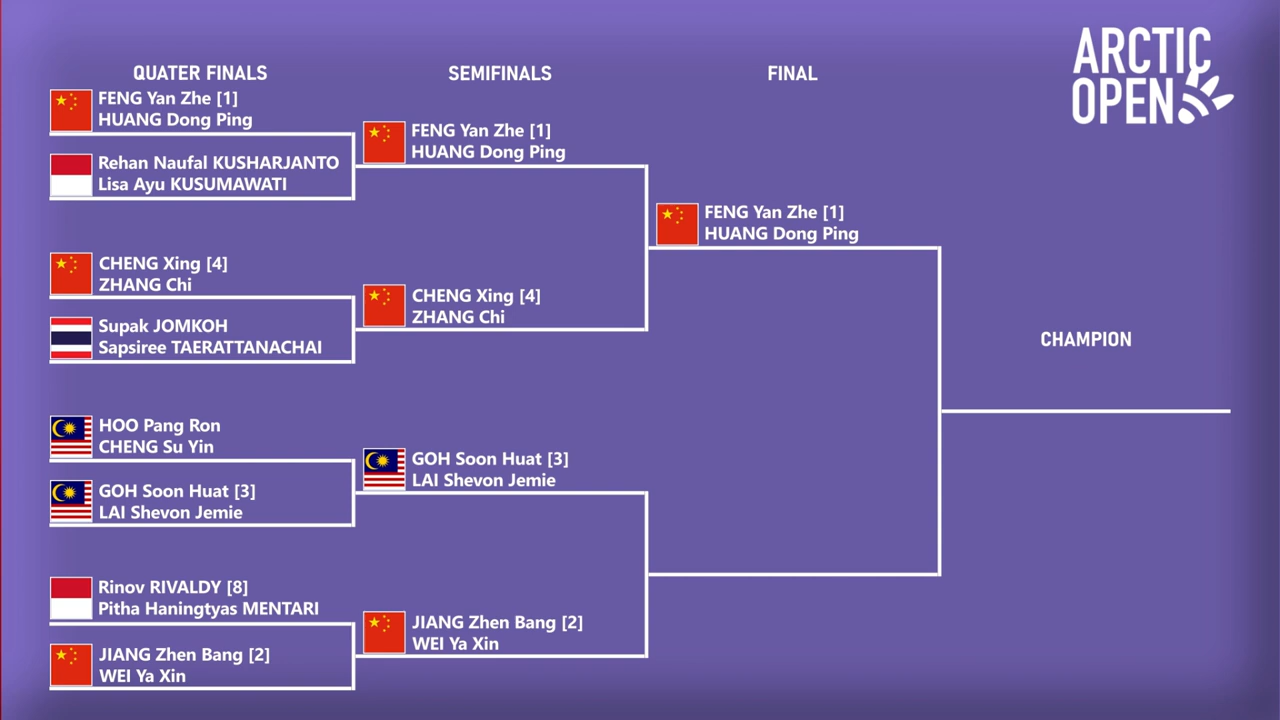 ARCTIC
OPEN
QUATER FINALS
SEMIFINALS
FINAL
FENG Yan Zhe [1]
HUANG Dong Ping
Rehan Naufal KUSHARJANTO
Lisa Ayu KUSUMAWATI
CHENG Xing [4]
ZHANG Chi
Supak JOMKOH
Sapsiree TAERATTANACHAI
HOO Pang Ron
CHENG Su Yin
GOH Soon Huat [3]
LAI Shevon Jemie
Rinov RIVALDY [8]
Pitha Haningtyas MENTARI
JIANG Zhen Bang [2]
WEI Ya Xin
FENG Yan Zhe [1]
HUANG Dong Ping
CHENG Xing [4]
ZHANG Chi
GOH Soon Huat [3]
LAI Shevon Jemie
JIANG Zhen Bang [2]
WEI Ya Xin
FENG Yan Zhe [1]
HUANG Dong Ping
CHAMPION